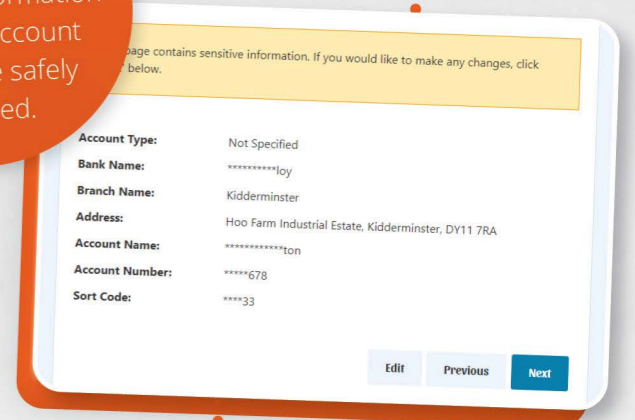 ccount
safely
ed.
page contains sensitive information. If you would like to make any changes, click
below.
Account Type: Not Specified
Bank Name: **********loy
Branch Name: Kidderminster
Address: Hoo Farm Industrial Estate, Kidderminster, DY11 7RA
Account Name: ************ton
Account Number: *****678
Sort Code: ****33
Edit Previous Next